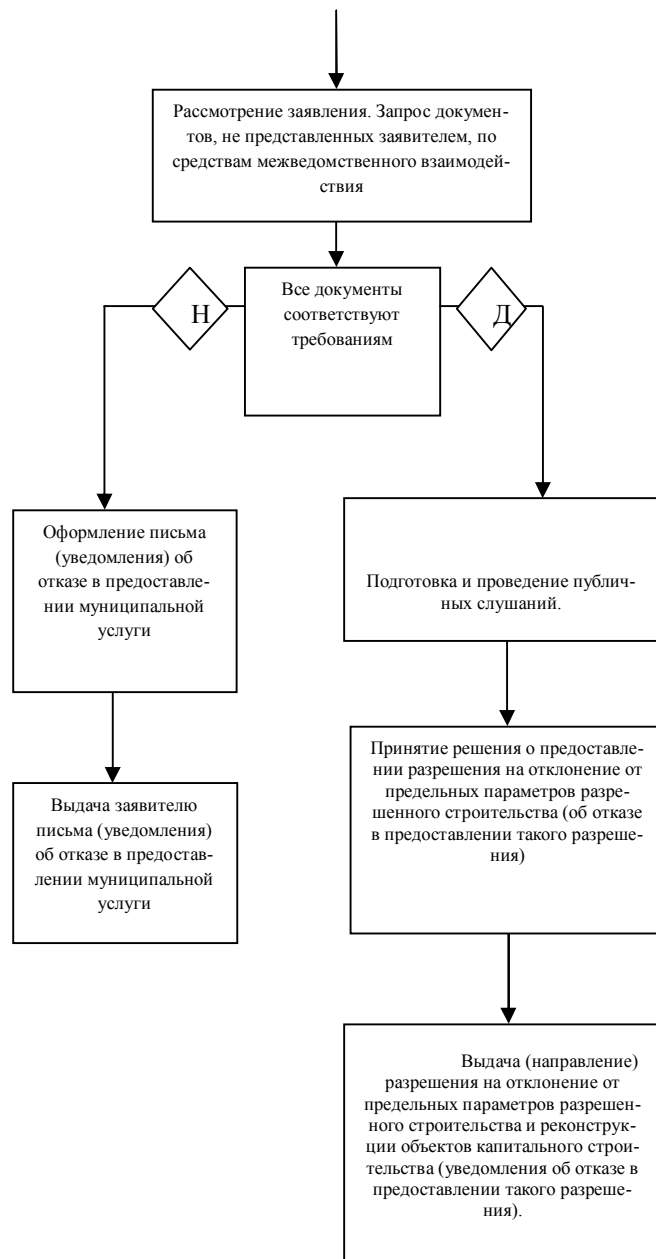 Рассмотрение заявления. Запрос докумен-
тов, не представленных заявителем, по
средствам межведомственного взаимодей-
ствия
Н
Все документы
соответствуют
требованиям
Д
Оформление письма
(уведомления) об
отказе в предоставле-
нии муниципальной
услуги
Подготовка и проведение публич-
ных слушаний.
Выдача заявителю
письма (уведомления)
об отказе в предостав-
лении муниципальной
услуги
Принятие решения о предоставле-
нии разрешения на отклонение от
предельных параметров разре-
шенного строительства (об отказе
в предоставлении такого разреше-
ния)
Выдача (направление)
разрешения на отклонение от
предельных параметров разрешен-
ного строительства и реконструк-
ции объектов капитального строи-
тельства (уведомления об отказе в
предоставлении такого разреше-
ния).